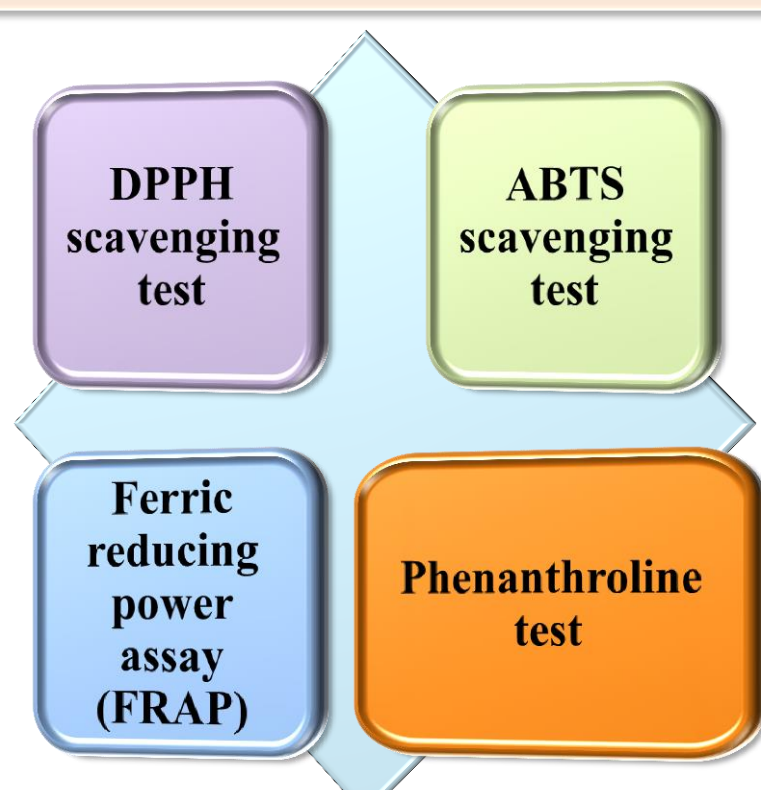 DPPH
scavenging
test
ABTS
scavenging
test
Ferric
reducing
power
assay
(FRAP)
Phenanthroline
test